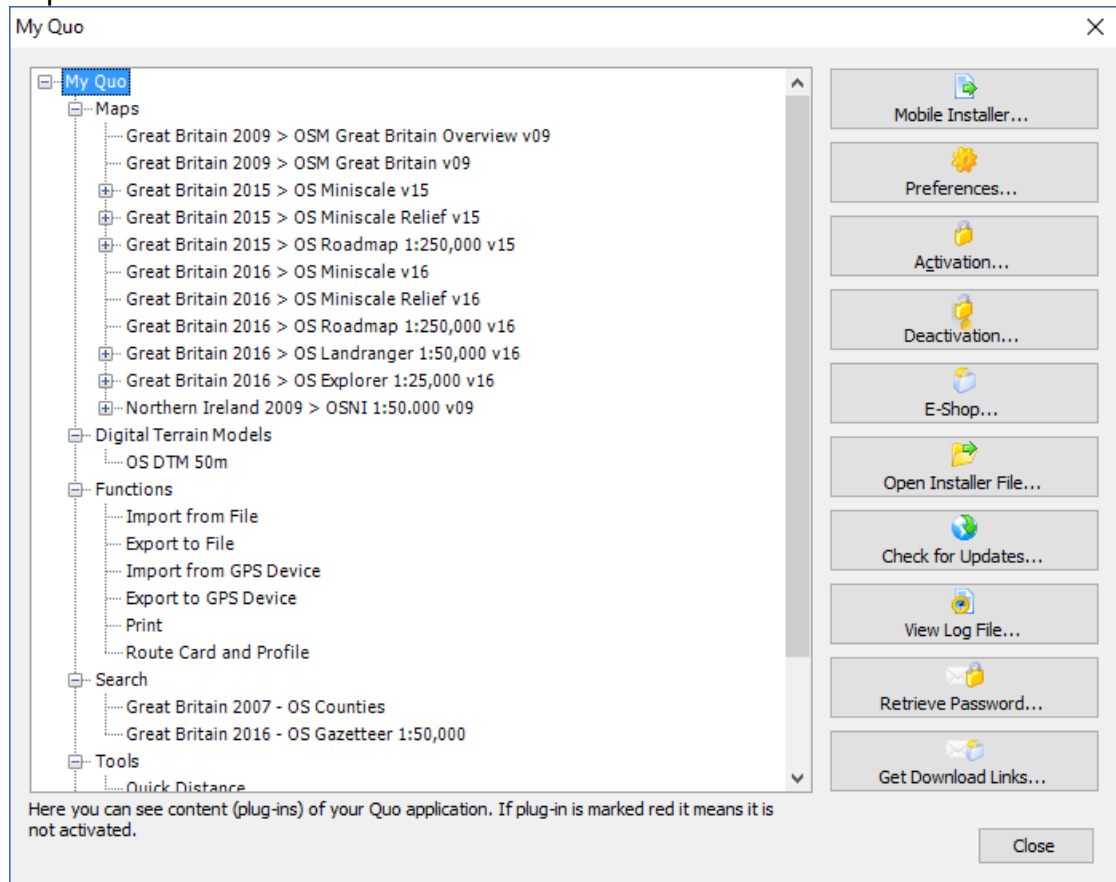 My Quo
My Quo
Maps
Great Britain 2009 > OSM Great Britain Overview v09
Great Britain 2009 > OSM Great Britain v09
Great Britain 2015 > OS Miniscale v15
Great Britain 2015 > OS Miniscale Relief v15
Great Britain 2015 > OS Roadmap 1:250,000 v15
Great Britain 2016 > OS Miniscale v16
Great Britain 2016 > OS Miniscale Relief v16
Great Britain 2016 > OS Roadmap 1:250,000 v16
Great Britain 2016 > OS Landranger 1:50,000 v16
Great Britain 2016 > OS Explorer 1:25,000 v16
Northern Ireland 2009 > OSNI 1:50.000 v09
Digital Terrain Models
OS DTM 50m
Functions
Import from File
Export to File
Import from GPS Device
Export to GPS Device
Print
Route Card and Profile
Search
Great Britain 2007 - OS Counties
Great Britain 2016 - OS Gazetteer 1:50,000
Tools
Quick Distance
Here you can see content (plug-ins) of your Quo application. If plug-in is marked red it means it is
not activated.
Mobile Installer...
Preferences...
Activation...
Deactivation...
E-Shop...
Open Installer File...
Check for Updates...
View Log File...
Retrieve Password...
Get Download Links...
Close